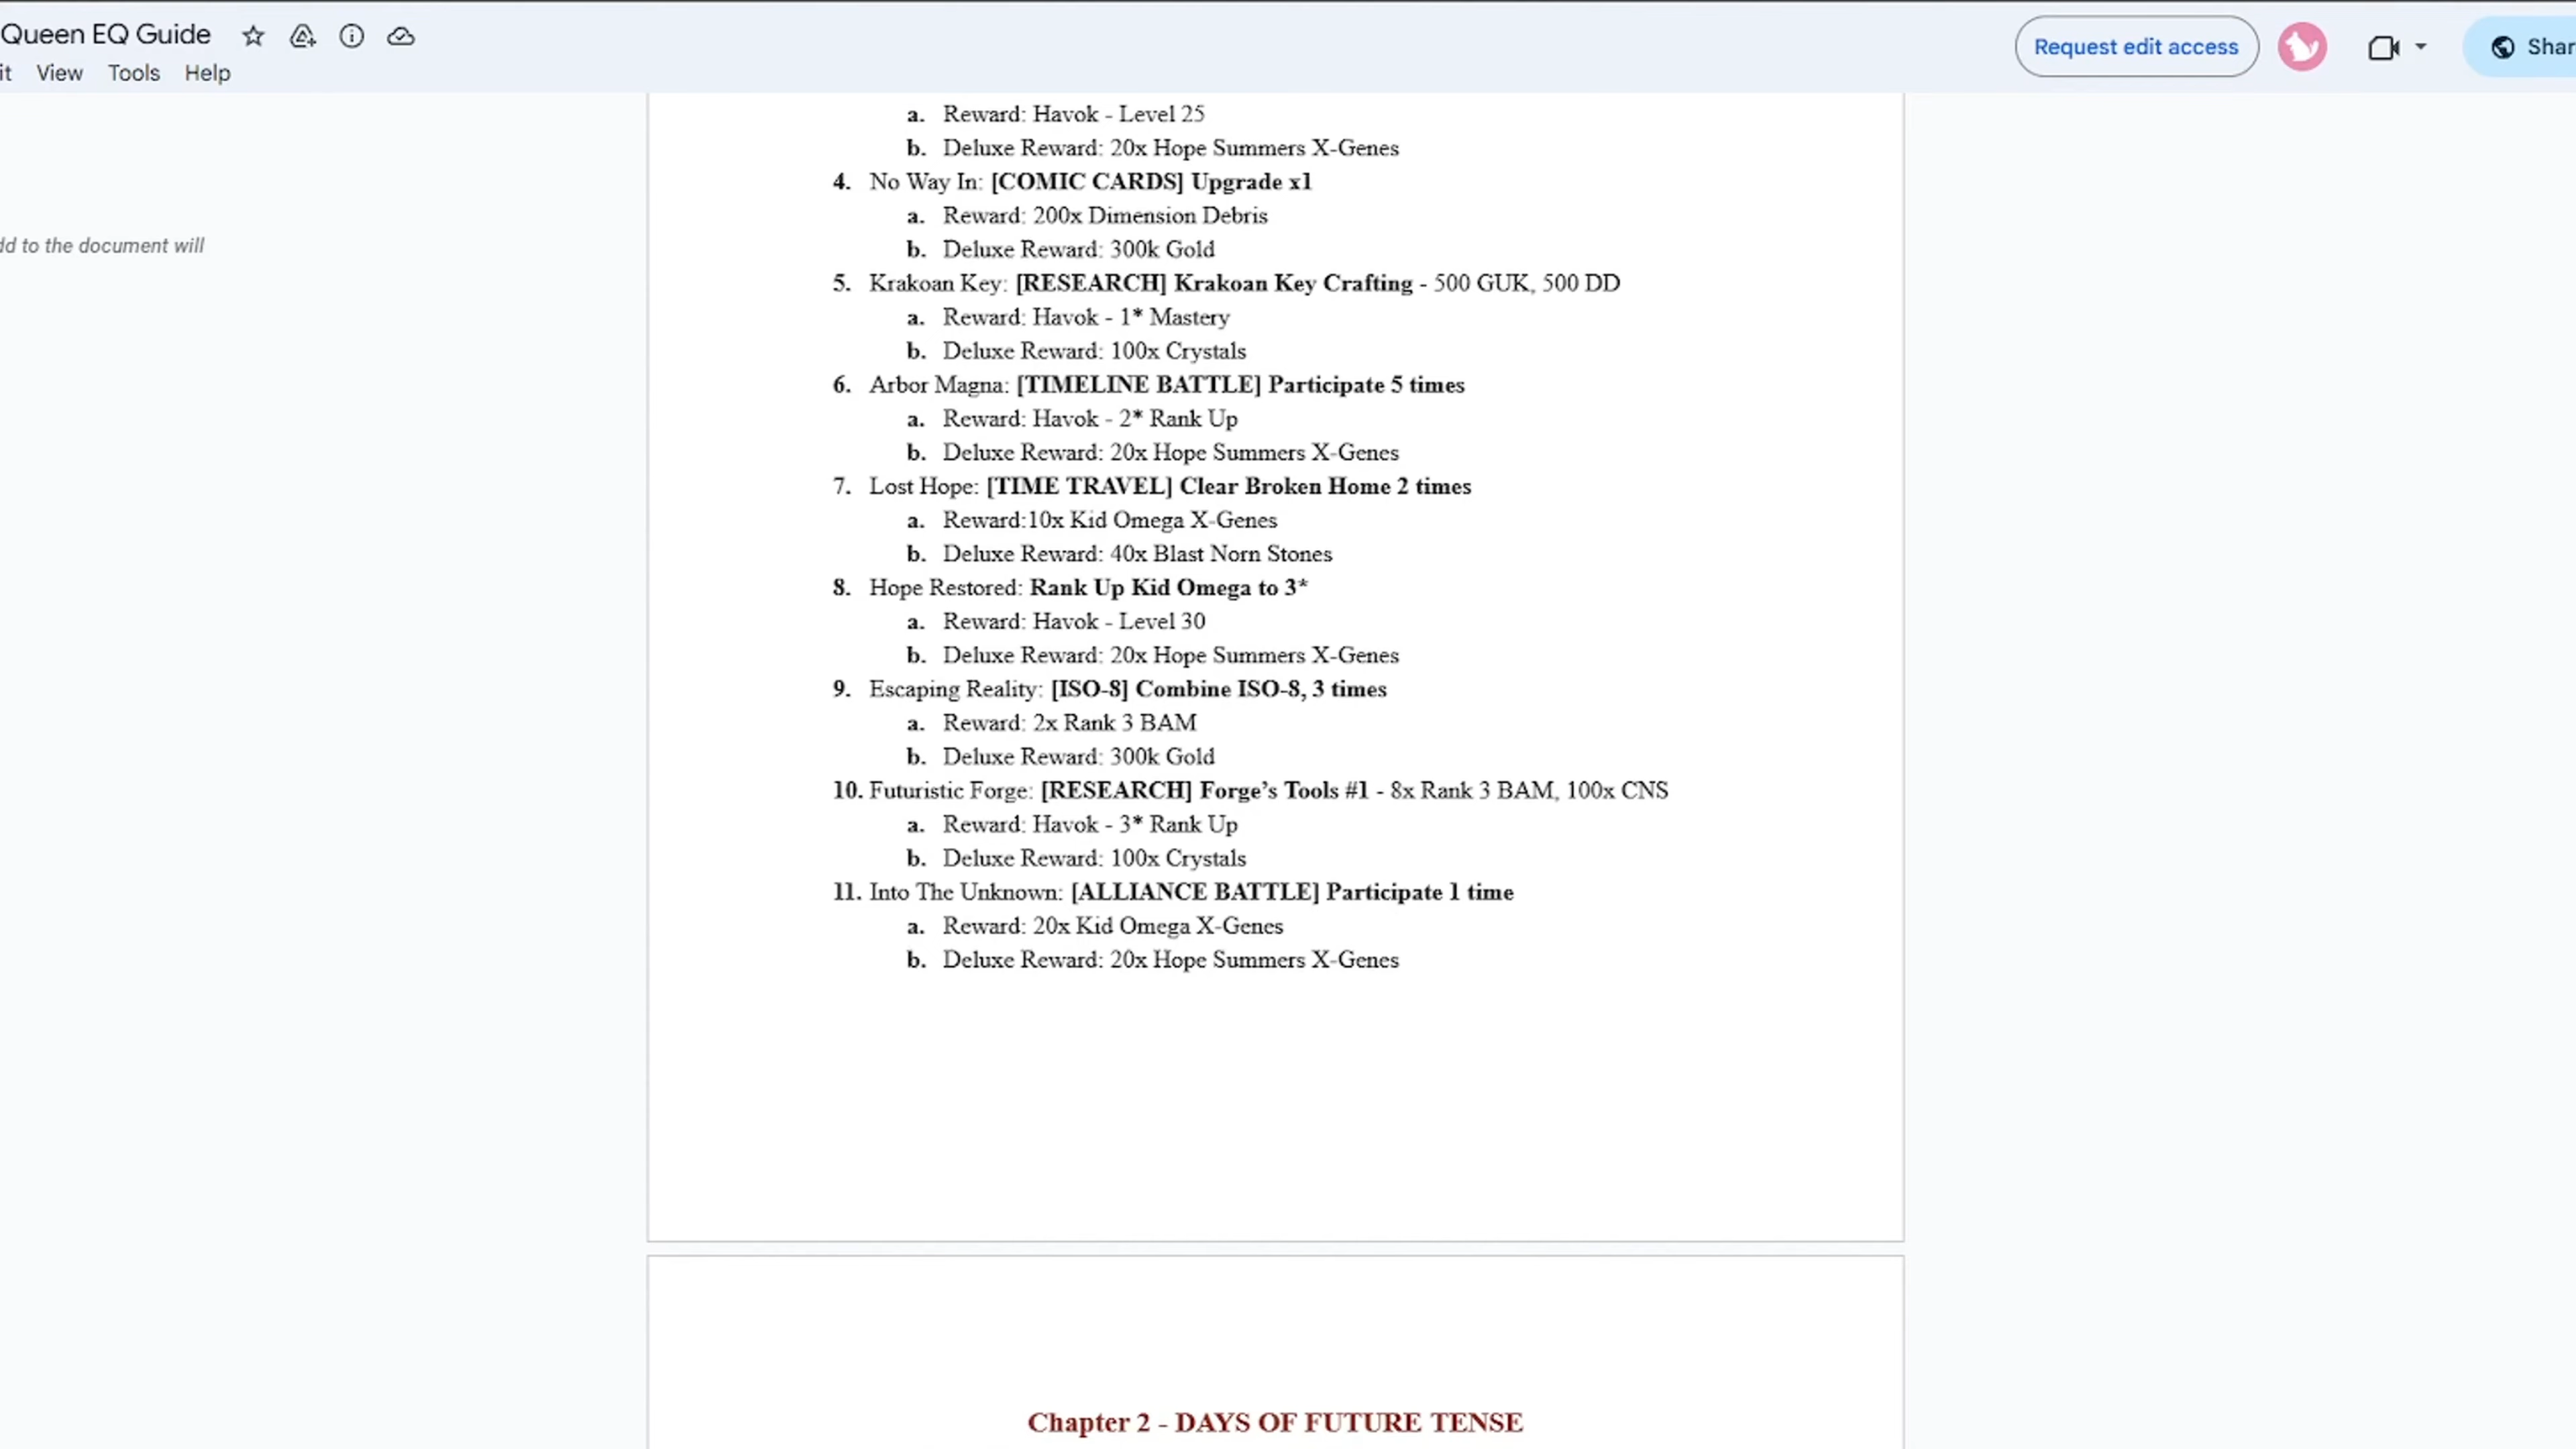 Queen EQ Guide
it View Tools Help
Request edit access
Shar
dd to the document will
a. Reward: Havok - Level 25
b. Deluxe Reward: 20x Hope Summers X-Genes
4. No Way In: [COMIC CARDS] Upgrade x1
a. Reward: 200x Dimension Debris
b. Deluxe Reward: 300k Gold
5. Krakoan Key: [RESEARCH] Krakoan Key Crafting - 500 GUK, 500 DD
a. Reward: Havok - 1* Mastery
b. Deluxe Reward: 100x Crystals
6. Arbor Magna: [TIMELINE BATTLE] Participate 5 times
a. Reward: Havok - 2* Rank Up
b. Deluxe Reward: 20x Hope Summers X-Genes
7. Lost Hope: [TIME TRAVEL] Clear Broken Home 2 times
a. Reward:10x Kid Omega X-Genes
b. Deluxe Reward: 40x Blast Norn Stones
8. Hope Restored: Rank Up Kid Omega to 3*
a. Reward: Havok - Level 30
b. Deluxe Reward: 20x Hope Summers X-Genes
9. Escaping Reality: [ISO-8] Combine ISO-8, 3 times
a. Reward: 2x Rank 3 BAM
b. Deluxe Reward: 300k Gold
10. Futuristic Forge: [RESEARCH] Forge’s Tools #1 - 8x Rank 3 BAM, 100x CNS
a. Reward: Havok - 3* Rank Up
b. Deluxe Reward: 100x Crystals
11. Into The Unknown: [ALLIANCE BATTLE] Participate 1 time
a. Reward: 20x Kid Omega X-Genes
b. Deluxe Reward: 20x Hope Summers X-Genes
Chapter 2 - DAYS OF FUTURE TENSE